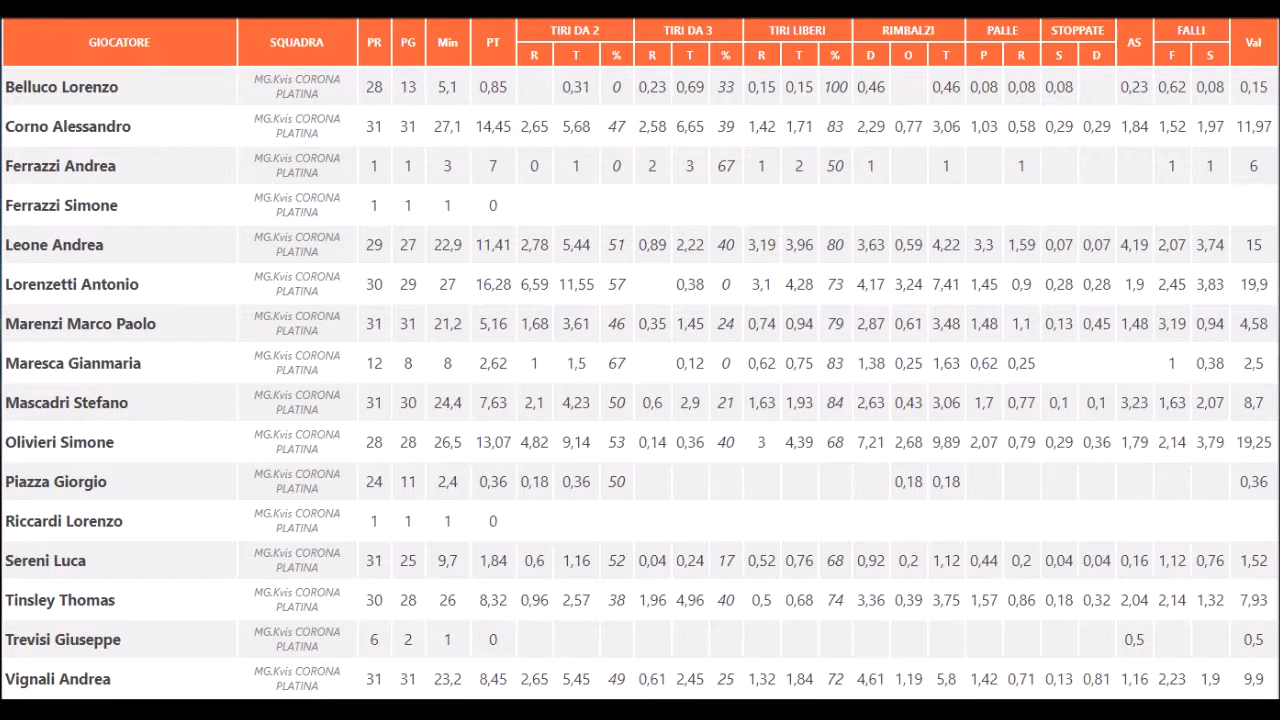 GIOCATORE SQUADRA PR PG Min PT TIRI DA 2 TIRI DA 3 TIRI LIBERI RIMBALZI PALLE STOPPATE AS FALLI Val
R T % R T % R T % D O T P R S D F S
Belluco Lorenzo MG.Kvis CORONA PLATINA 28 13 5,1 0,85 0,31 0 0,23 0,69 33 0,15 0,15 100 0,46 0,46 0,08 0,08 0,08 0,23 0,62 0,08 0,15
Corno Alessandro MG.Kvis CORONA PLATINA 31 31 27,1 14,45 2,65 5,68 47 2,58 6,65 39 1,42 1,71 83 2,29 0,77 3,06 1,03 0,58 0,29 0,29 1,84 1,52 1,97 11,97
Ferrazzi Andrea MG.Kvis CORONA PLATINA 1 1 3 7 0 1 0 2 3 67 1 2 50 1 1 1 1 1 6
Ferrazzi Simone MG.Kvis CORONA PLATINA 1 1 1 0
Leone Andrea MG.Kvis CORONA PLATINA 29 27 22,9 11,41 2,78 5,44 51 0,89 2,22 40 3,19 3,96 80 3,63 0,59 4,22 3,3 1,59 0,07 0,07 4,19 2,07 3,74 15
Lorenzetti Antonio MG.Kvis CORONA PLATINA 30 29 27 16,28 6,59 11,55 57 0,38 0 3,1 4,28 73 4,17 3,24 7,41 1,45 0,9 0,28 0,28 1,9 2,45 3,83 19,9
Marenzi Marco Paolo MG.Kvis CORONA PLATINA 31 31 21,2 5,16 1,68 3,61 46 0,35 1,45 24 0,74 0,94 79 2,87 0,61 3,48 1,48 1,1 0,13 0,45 1,48 3,19 0,94 4,58
Maresca Gianmaria MG.Kvis CORONA PLATINA 12 8 8 2,62 1 1,5 67 0,12 0 0,62 0,75 83 1,38 0,25 1,63 0,62 0,25 1 0,38 2,5
Mascadri Stefano MG.Kvis CORONA PLATINA 31 30 24,4 7,63 2,1 4,23 50 0,6 2,9 21 1,63 1,93 84 2,63 0,43 3,06 1,7 0,77 0,1 0,1 3,23 1,63 2,07 8,7
Olivieri Simone MG.Kvis CORONA PLATINA 28 28 26,5 13,07 4,82 9,14 53 0,14 0,36 40 3 4,39 68 7,21 2,68 9,89 2,07 0,79 0,29 0,36 1,79 2,14 3,79 19,25
Piazza Giorgio MG.Kvis CORONA PLATINA 24 11 2,4 0,36 0,18 0,36 50 0,18 0,18 0,36
Riccardi Lorenzo MG.Kvis CORONA PLATINA 1 1 1 0
Sereni Luca MG.Kvis CORONA PLATINA 31 25 9,7 1,84 0,6 1,16 52 0,04 0,24 17 0,52 0,76 68 0,92 0,2 1,12 0,44 0,2 0,04 0,04 0,16 1,12 0,76 1,52
Tinsley Thomas MG.Kvis CORONA PLATINA 30 28 26 8,32 0,96 2,57 38 1,96 4,96 40 0,5 0,68 74 3,36 0,39 3,75 1,57 0,86 0,18 0,32 2,04 2,14 1,32 7,93
Trevisi Giuseppe MG.Kvis CORONA PLATINA 6 2 1 0 0,5 0,5
Vignali Andrea MG.Kvis CORONA PLATINA 31 31 23,2 8,45 2,65 5,45 49 0,61 2,45 25 1,32 1,84 72 4,61 1,19 5,8 1,42 0,71 0,13 0,81 1,16 2,23 1,9 9,9